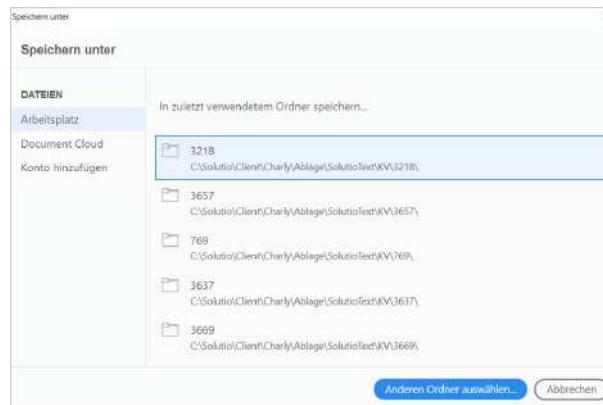 Speichern unter
Speichern unter
DATEIEN
Arbeitsplatz
Document Cloud
Konto hinzufügen
In zuletzt verwendetem Ordner speichern...
3218
C:\Solutio\Client\Charly\Ablage\SolutioText\KV\3218\
3657
C:\Solutio\Client\Charly\Ablage\SolutioText\KV\3657\
769
C:\Solutio\Client\Charly\Ablage\SolutioText\KV\769\
3637
C:\Solutio\Client\Charly\Ablage\SolutioText\KV\3637\
3669
C:\Solutio\Client\Charly\Ablage\SolutioText\KV\3669\
Anderen Ordner auswählen...
Abbrechen